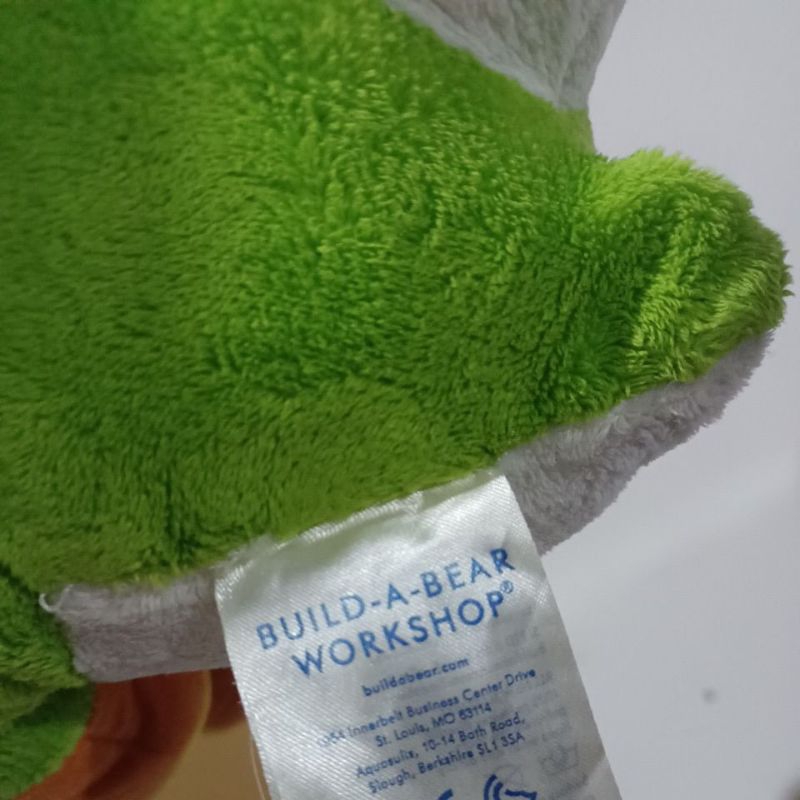 BUILD-A-BEAR
WORKSHOP®
buildabear.com
Innerbelt Business Center Drive
St. Louis, MO 63114
Aquasulis, 10-14 Bath Road,
Slough, Berkshire SL1 3SA